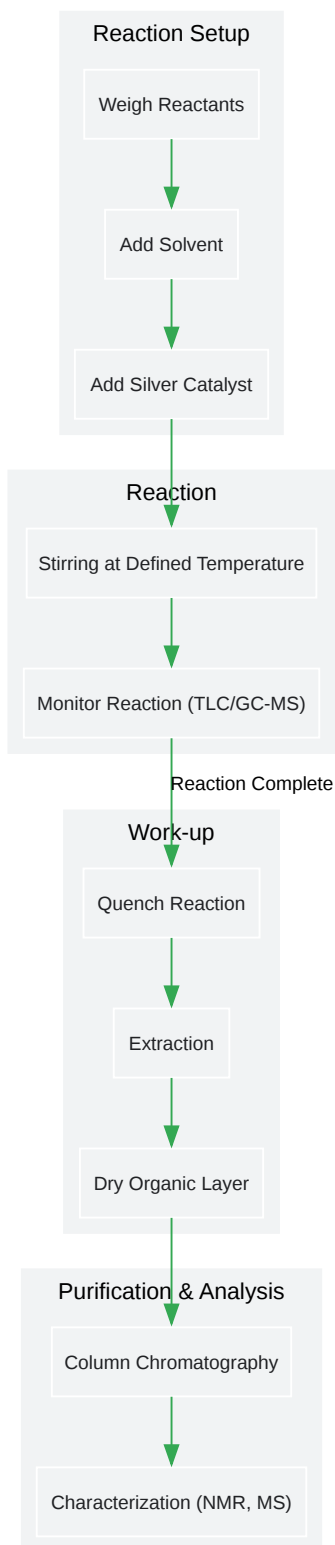 Reaction Setup
Weigh Reactants
Add Solvent
Add Silver Catalyst
Reaction
Stirring at Defined Temperature
Monitor Reaction (TLC/GC-MS)
Reaction Complete
Work-up
Quench Reaction
Extraction
Dry Organic Layer
Purification & Analysis
Column Chromatography
Characterization (NMR, MS)